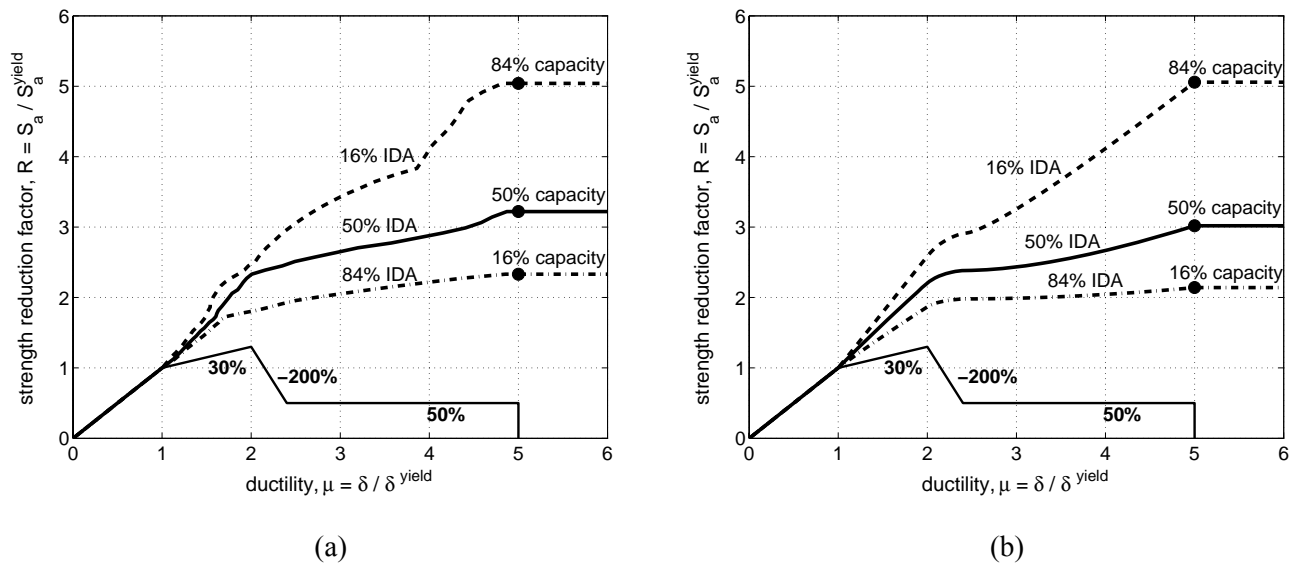 6
5
4
3
2
1
0
strength reduction factor, R = S_a / S_a^yield
84% capacity
16% IDA
50% capacity
50% IDA
84% IDA
16% capacity
30%
−200%
50%
0 1 2 3 4 5 6
ductility, μ = δ / δ^yield
(a)
6
5
4
3
2
1
0
strength reduction factor, R = S_a / S_a^yield
84% capacity
16% IDA
50% capacity
50% IDA
84% IDA
16% capacity
30%
−200%
50%
0 1 2 3 4 5 6
ductility, μ = δ / δ^yield
(b)